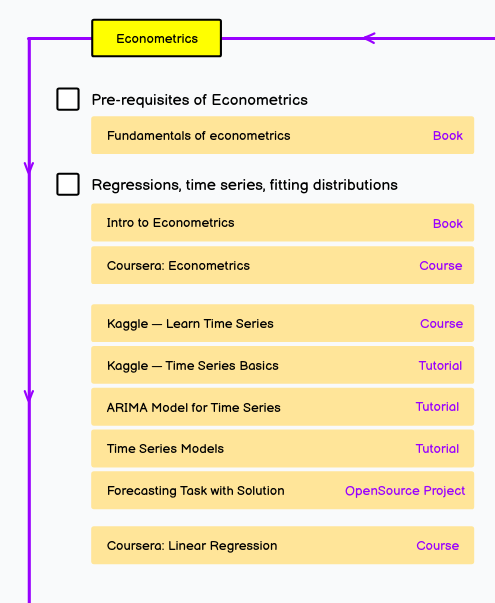 Econometrics
Pre-requisites of Econometrics
Fundamentals of econometrics Book
Regressions, time series, fitting distributions
Intro to Econometrics Book
Coursera: Econometrics Course
Kaggle — Learn Time Series Course
Kaggle — Time Series Basics Tutorial
ARIMA Model for Time Series Tutorial
Time Series Models Tutorial
Forecasting Task with Solution OpenSource Project
Coursera: Linear Regression Course